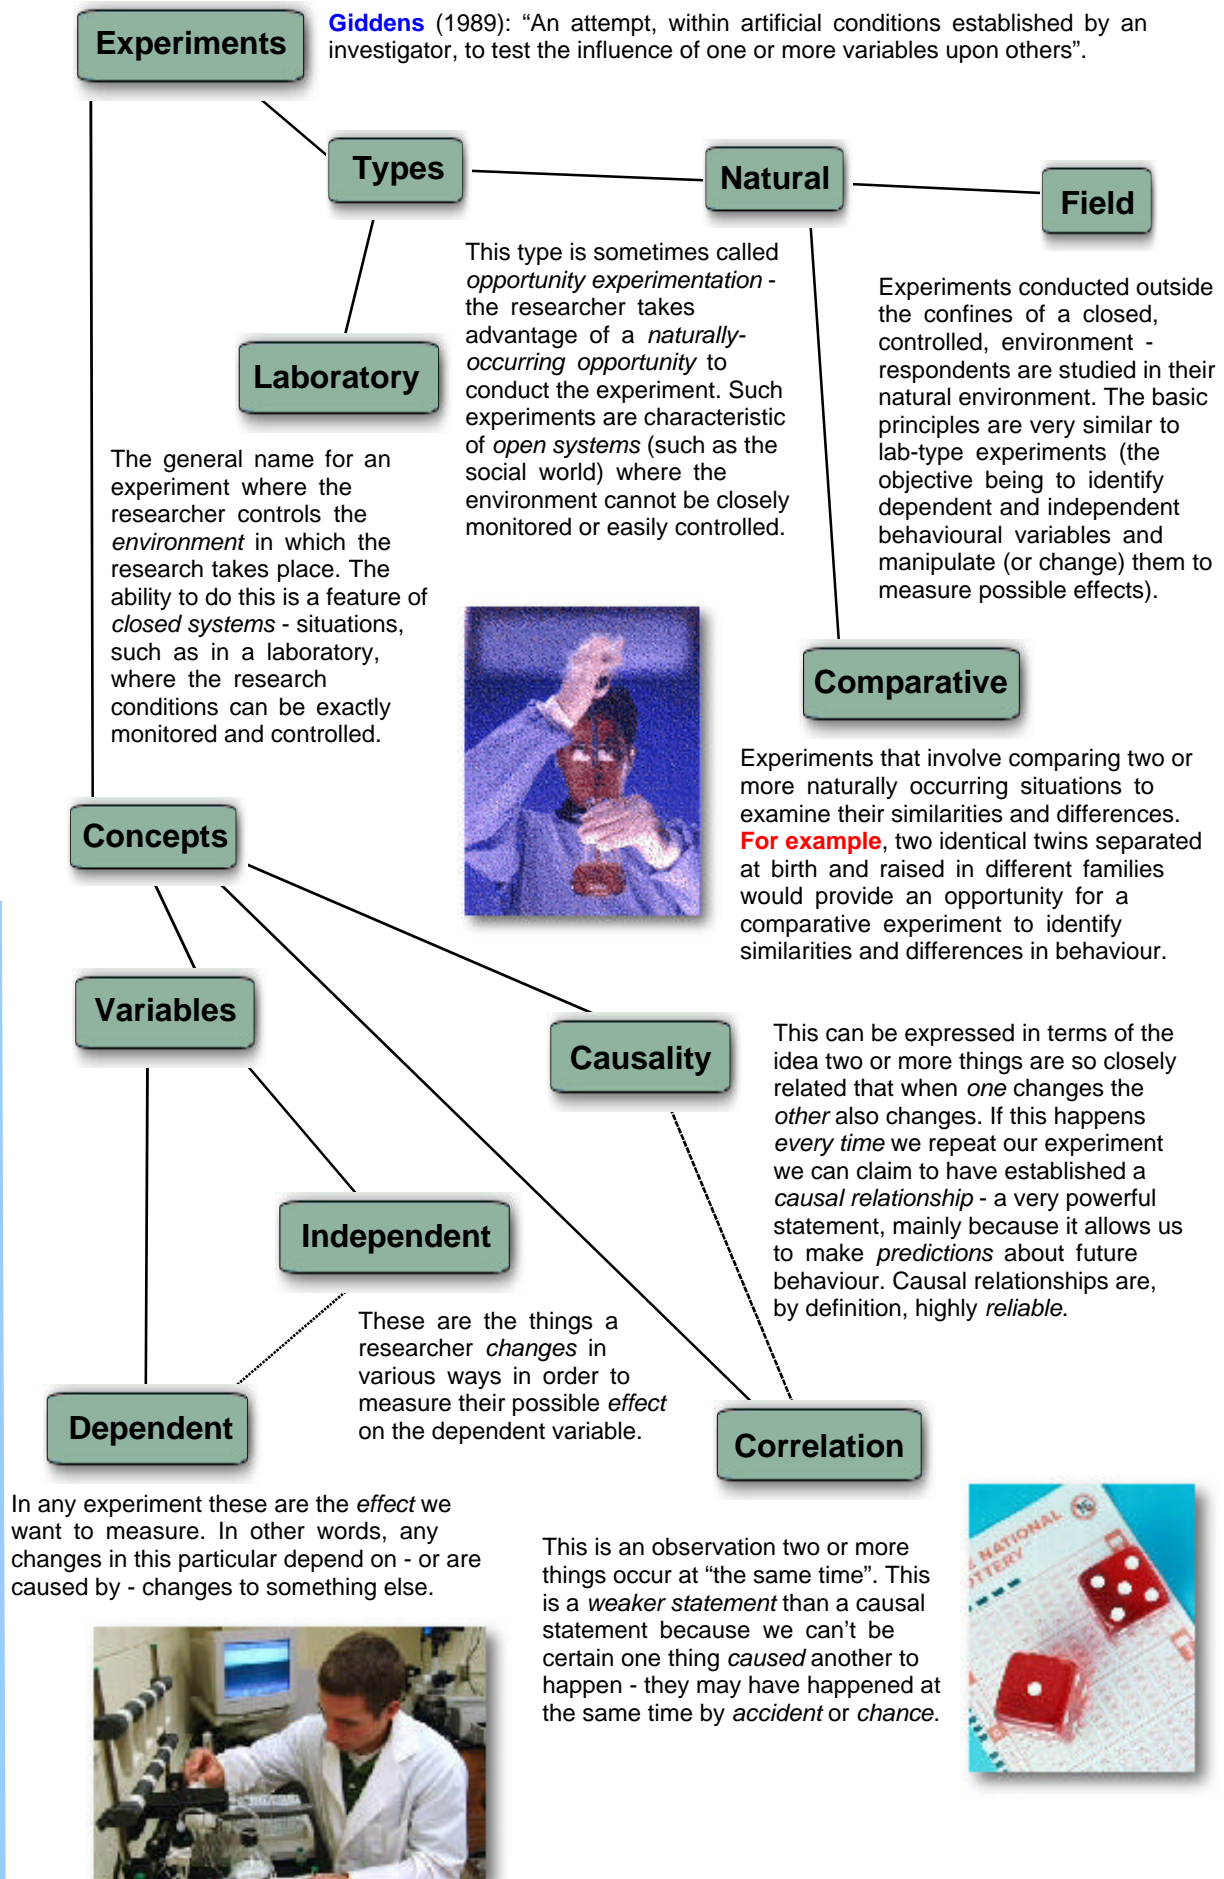 Experiments
Giddens (1989): “An attempt, within artificial conditions established by an
investigator, to test the influence of one or more variables upon others”.
Types
Natural
Field
This type is sometimes called
opportunity experimentation -
the researcher takes
advantage of a naturally-
occurring opportunity to
conduct the experiment. Such
experiments are characteristic
of open systems (such as the
social world) where the
environment cannot be closely
monitored or easily controlled.
Experiments conducted outside
the confines of a closed,
controlled, environment -
respondents are studied in their
natural environment. The basic
principles are very similar to
lab-type experiments (the
objective being to identify
dependent and independent
behavioural variables and
manipulate (or change) them to
measure possible effects).
Laboratory
The general name for an
experiment where the
researcher controls the
environment in which the
research takes place. The
ability to do this is a feature of
closed systems - situations,
such as in a laboratory,
where the research
conditions can be exactly
monitored and controlled.
Comparative
Experiments that involve comparing two or
more naturally occurring situations to
examine their similarities and differences.
For example, two identical twins separated
at birth and raised in different families
would provide an opportunity for a
comparative experiment to identify
similarities and differences in behaviour.
Concepts
Variables
Causality
This can be expressed in terms of the
idea two or more things are so closely
related that when one changes the
other also changes. If this happens
every time we repeat our experiment
we can claim to have established a
causal relationship - a very powerful
statement, mainly because it allows us
to make predictions about future
behaviour. Causal relationships are,
by definition, highly reliable.
Independent
These are the things a
researcher changes in
various ways in order to
measure their possible effect
on the dependent variable.
Dependent
In any experiment these are the effect we
want to measure. In other words, any
changes in this particular depend on - or are
caused by - changes to something else.
Correlation
This is an observation two or more
things occur at “the same time”. This
is a weaker statement than a causal
statement because we can’t be
certain one thing caused another to
happen - they may have happened at
the same time by accident or chance.
NATIONAL